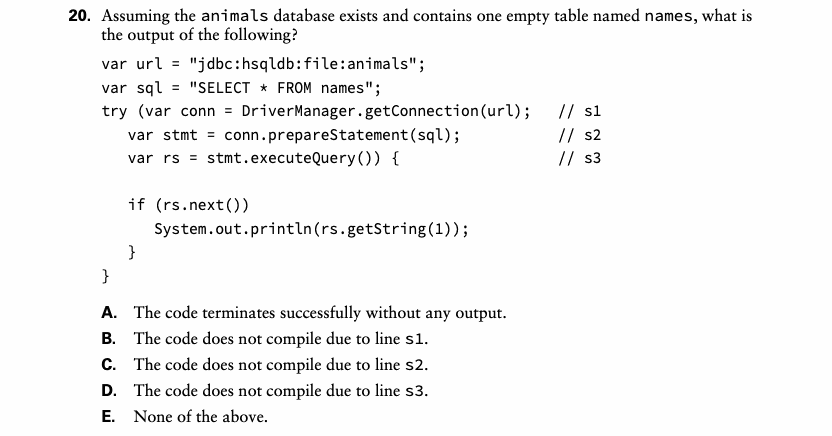 20. Assuming the animals database exists and contains one empty table named names, what is
the output of the following?
var url = "jdbc:hsqldb:file:animals";
var sql = "SELECT * FROM names";
try (var conn = DriverManager.getConnection(url);   // s1
   var stmt = conn.prepareStatement(sql);           // s2
   var rs = stmt.executeQuery()) {                  // s3
   if (rs.next())
      System.out.println(rs.getString(1));
   }
}
A. The code terminates successfully without any output.
B. The code does not compile due to line s1.
C. The code does not compile due to line s2.
D. The code does not compile due to line s3.
E. None of the above.